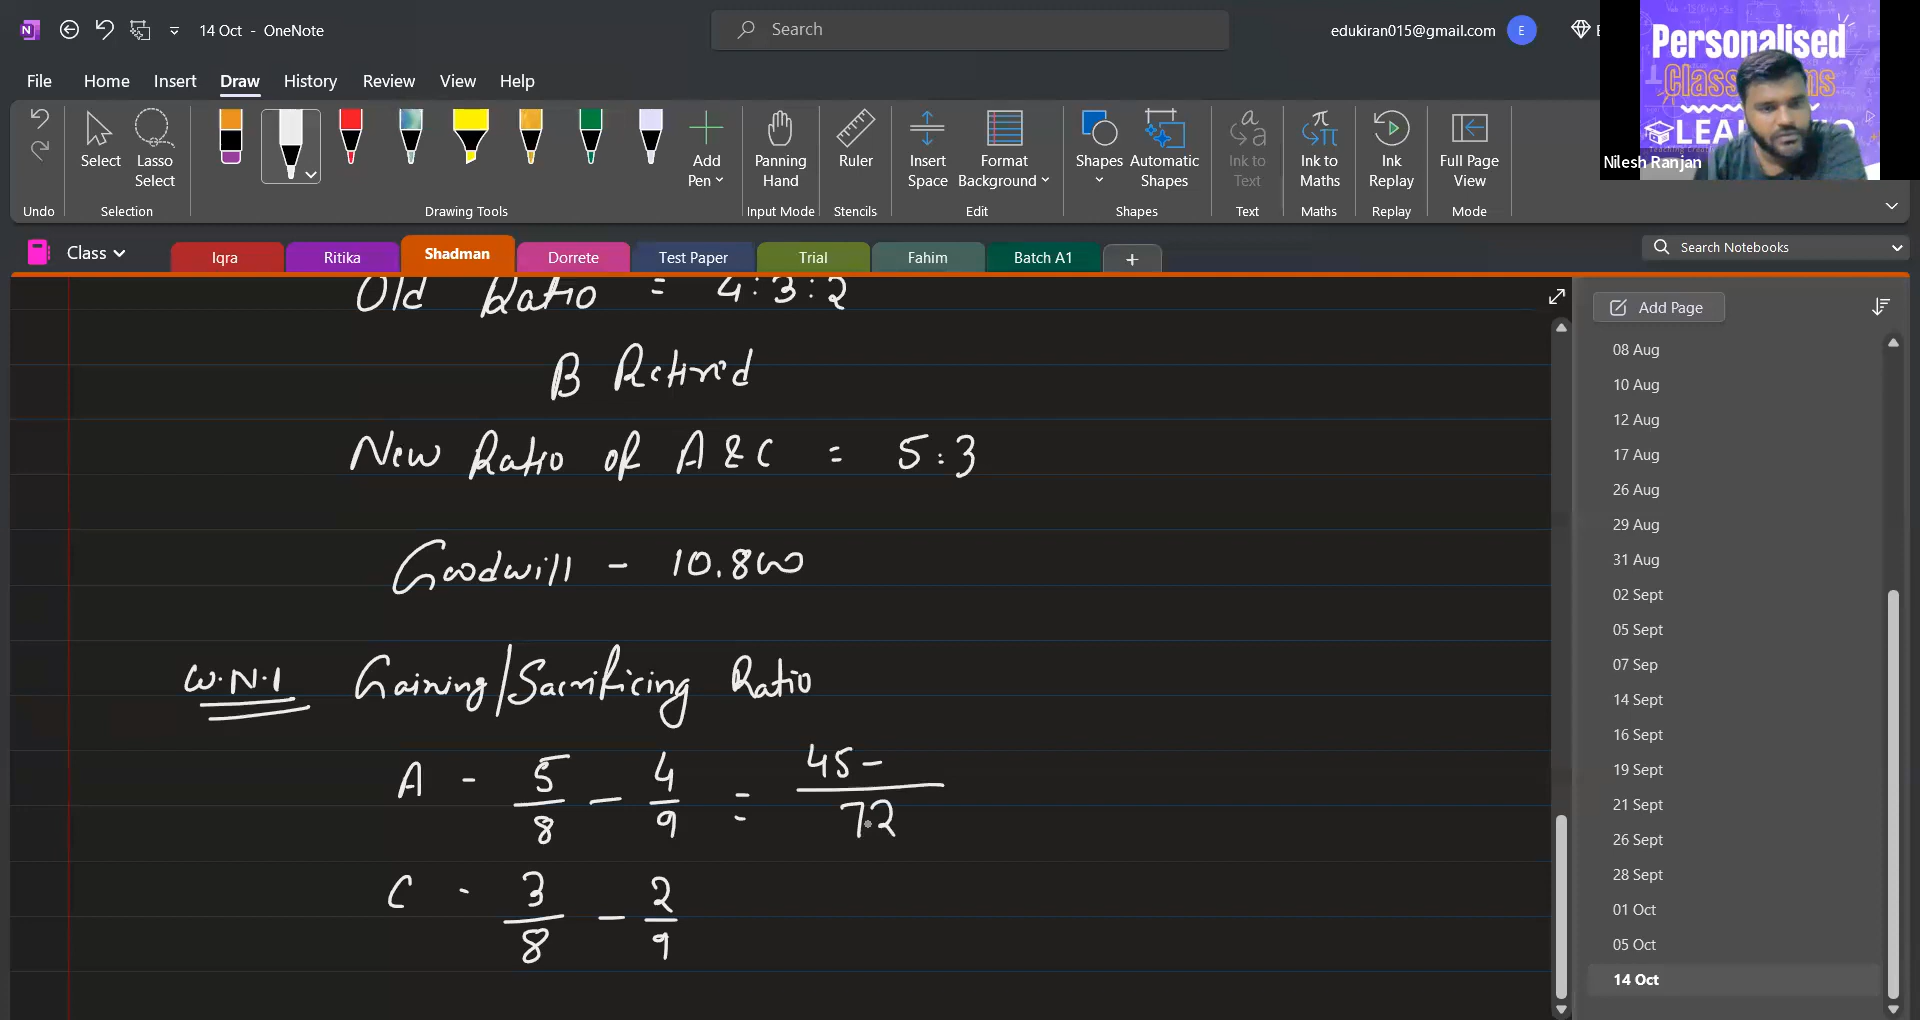 14 Oct - OneNote
Search
edukiran015@gmail.com
E
File Home Insert Draw History Review View Help
Personalised
LEA
Nilesh Ranjan
Select
Lasso Select
Add Pen
Panning Hand
Ruler
Insert Space
Format Background
Shapes
Automatic Shapes
Ink to Text
Ink to Maths
Ink Replay
Full Page View
Undo Selection Drawing Tools Input Mode Stencils Edit Shapes Text Maths Replay Mode
Class
Iqra Ritika Shadman Dorrete Test Paper Trial Fahim Batch A1 +
Search Notebooks
Add Page
08 Aug
10 Aug
12 Aug
17 Aug
26 Aug
29 Aug
31 Aug
02 Sept
05 Sept
07 Sep
14 Sept
16 Sept
19 Sept
21 Sept
26 Sept
28 Sept
01 Oct
05 Oct
14 Oct
Old Ratio = 4:3:2
B Retired
New Ratio of A & C = 5:3
Goodwill - 10.800
W.N.1 Gaining/Sacrificing Ratio
A - 5/8 - 4/9 = 45-/72
C - 3/8 - 2/9